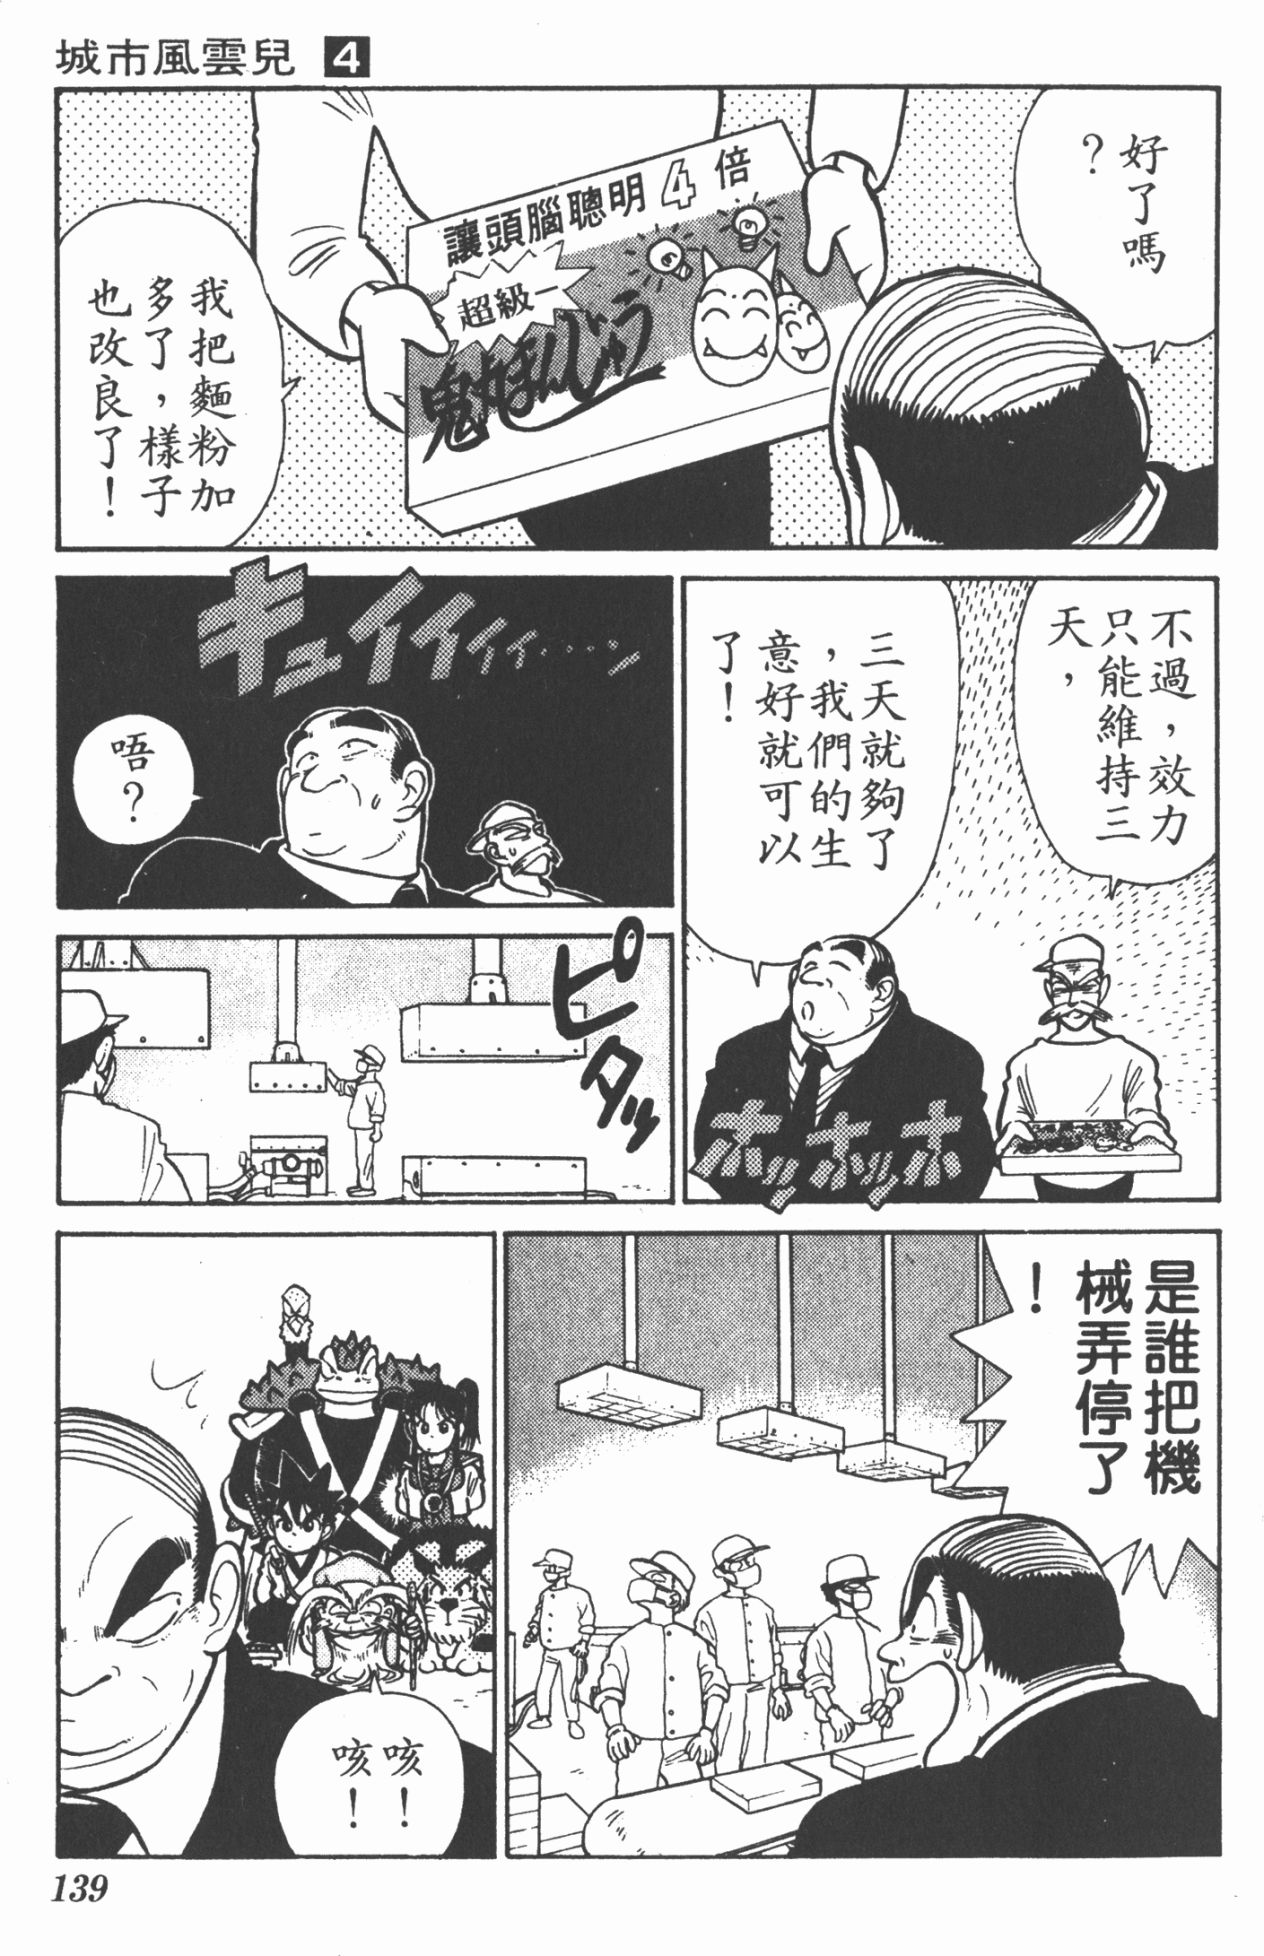 城市風雲兒 4
好了嗎
?
讓頭腦聰明4倍
超級一
鬼まんじゅう
我把麵粉加
多了，樣子
也改良了！
不過，效力
只能維持三
天，
三天就夠了
，我們的生
意好就可以
了！
ホッホッホ
キュイイイイ・・・・ン
唔?
ピタッ
是誰把機
械弄停了
！
咳！
咳！
139